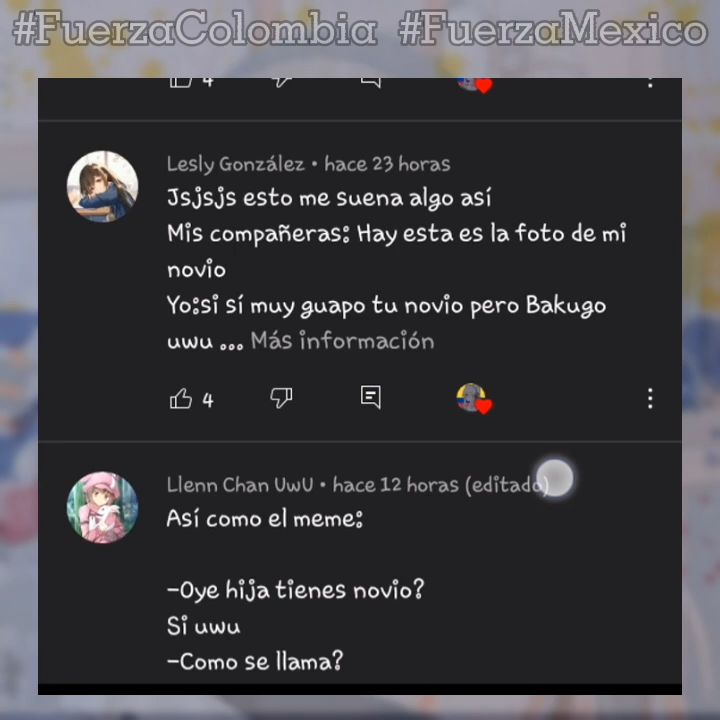 #FuerzaColombia #FuerzaMexico
4
Lesly González • hace 23 horas
Jsjsjs esto me suena algo así
Mis compañeras: Hay esta es la foto de mi
novio
Yo:si sí muy guapo tu novio pero Bakugo
uwu ... Más información
4
Llenn Chan UwU • hace 12 horas (editado)
Así como el meme:
-Oye hija tienes novio?
Si uwu
-Como se llama?